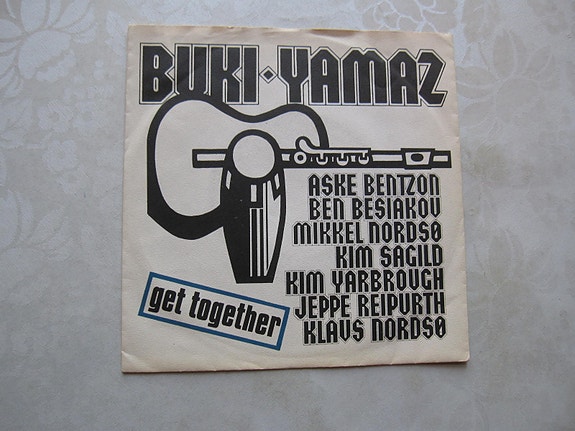 BUKI·YAMAZ
ASKE BENTZON
BEN BESIAKOV
MIKKEL NORDSØ
KIM SAGILD
KIM YARBROUGH
JEPPE REIPURTH
KLAUS NORDSØ
get together